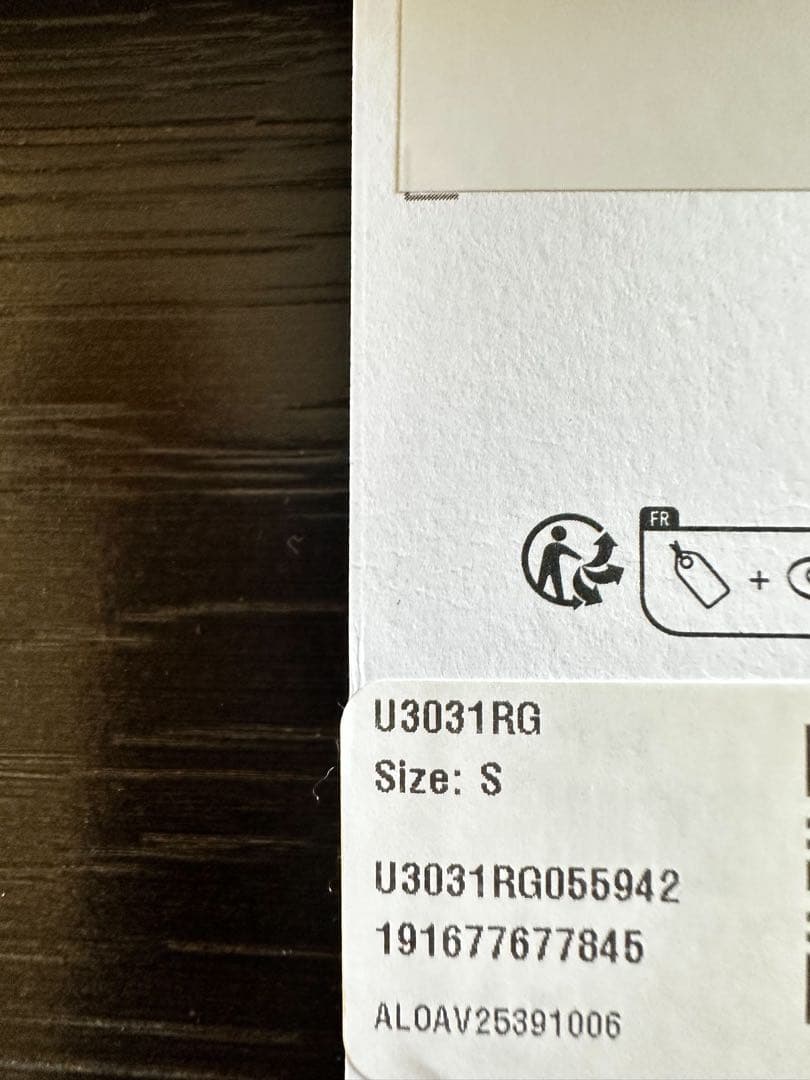 FR
+
U3031RG
Size: S
U3031RG055942
191677677845
ALOAV25391006